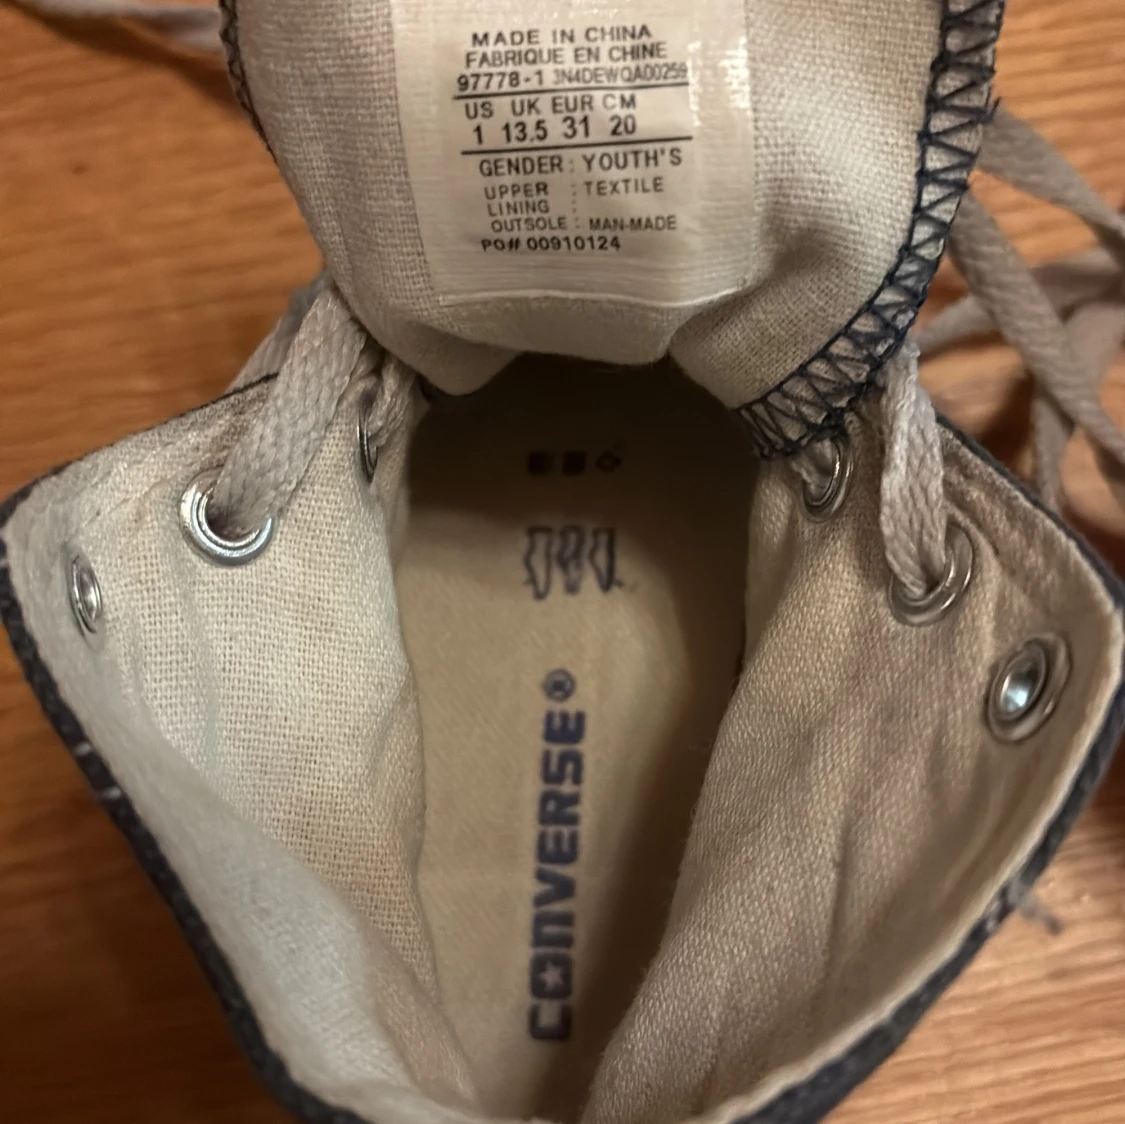 MADE IN CHINA
FABRIQUE EN CHINE
97778-1 3N4DEWQA00259
US UK EUR CM
1 13.5 31 20
GENDER : YOUTH'S
UPPER : TEXTILE
LINING :
OUTSOLE : MAN-MADE
PO# 00910124
CONVERSE®